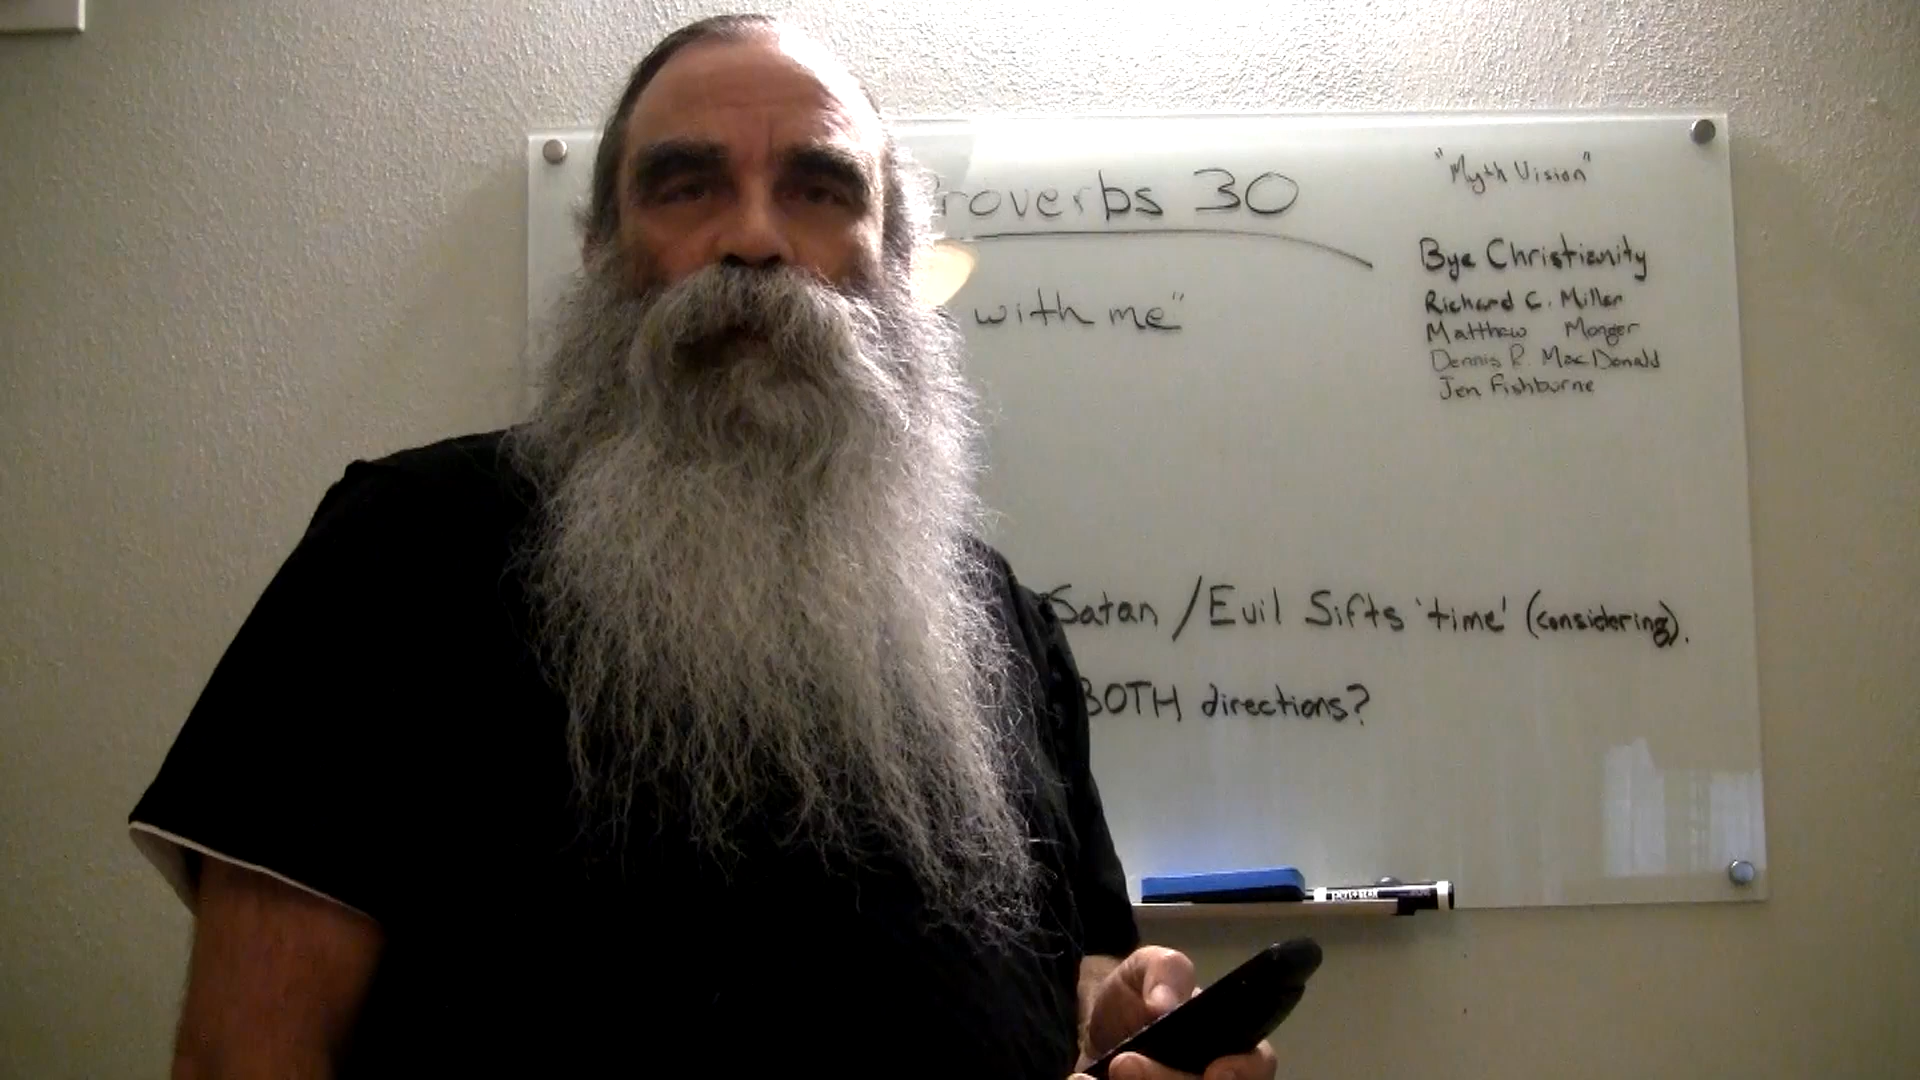 roverbs 30
with me"
"Myth Vision"
Bye Christianity
Richard C. Miller
Matthew Monger
Dennis R. MacDonald
Jen Fishburne
Satan / Evil Sifts 'time' (considering).
BOTH directions?
EXPO